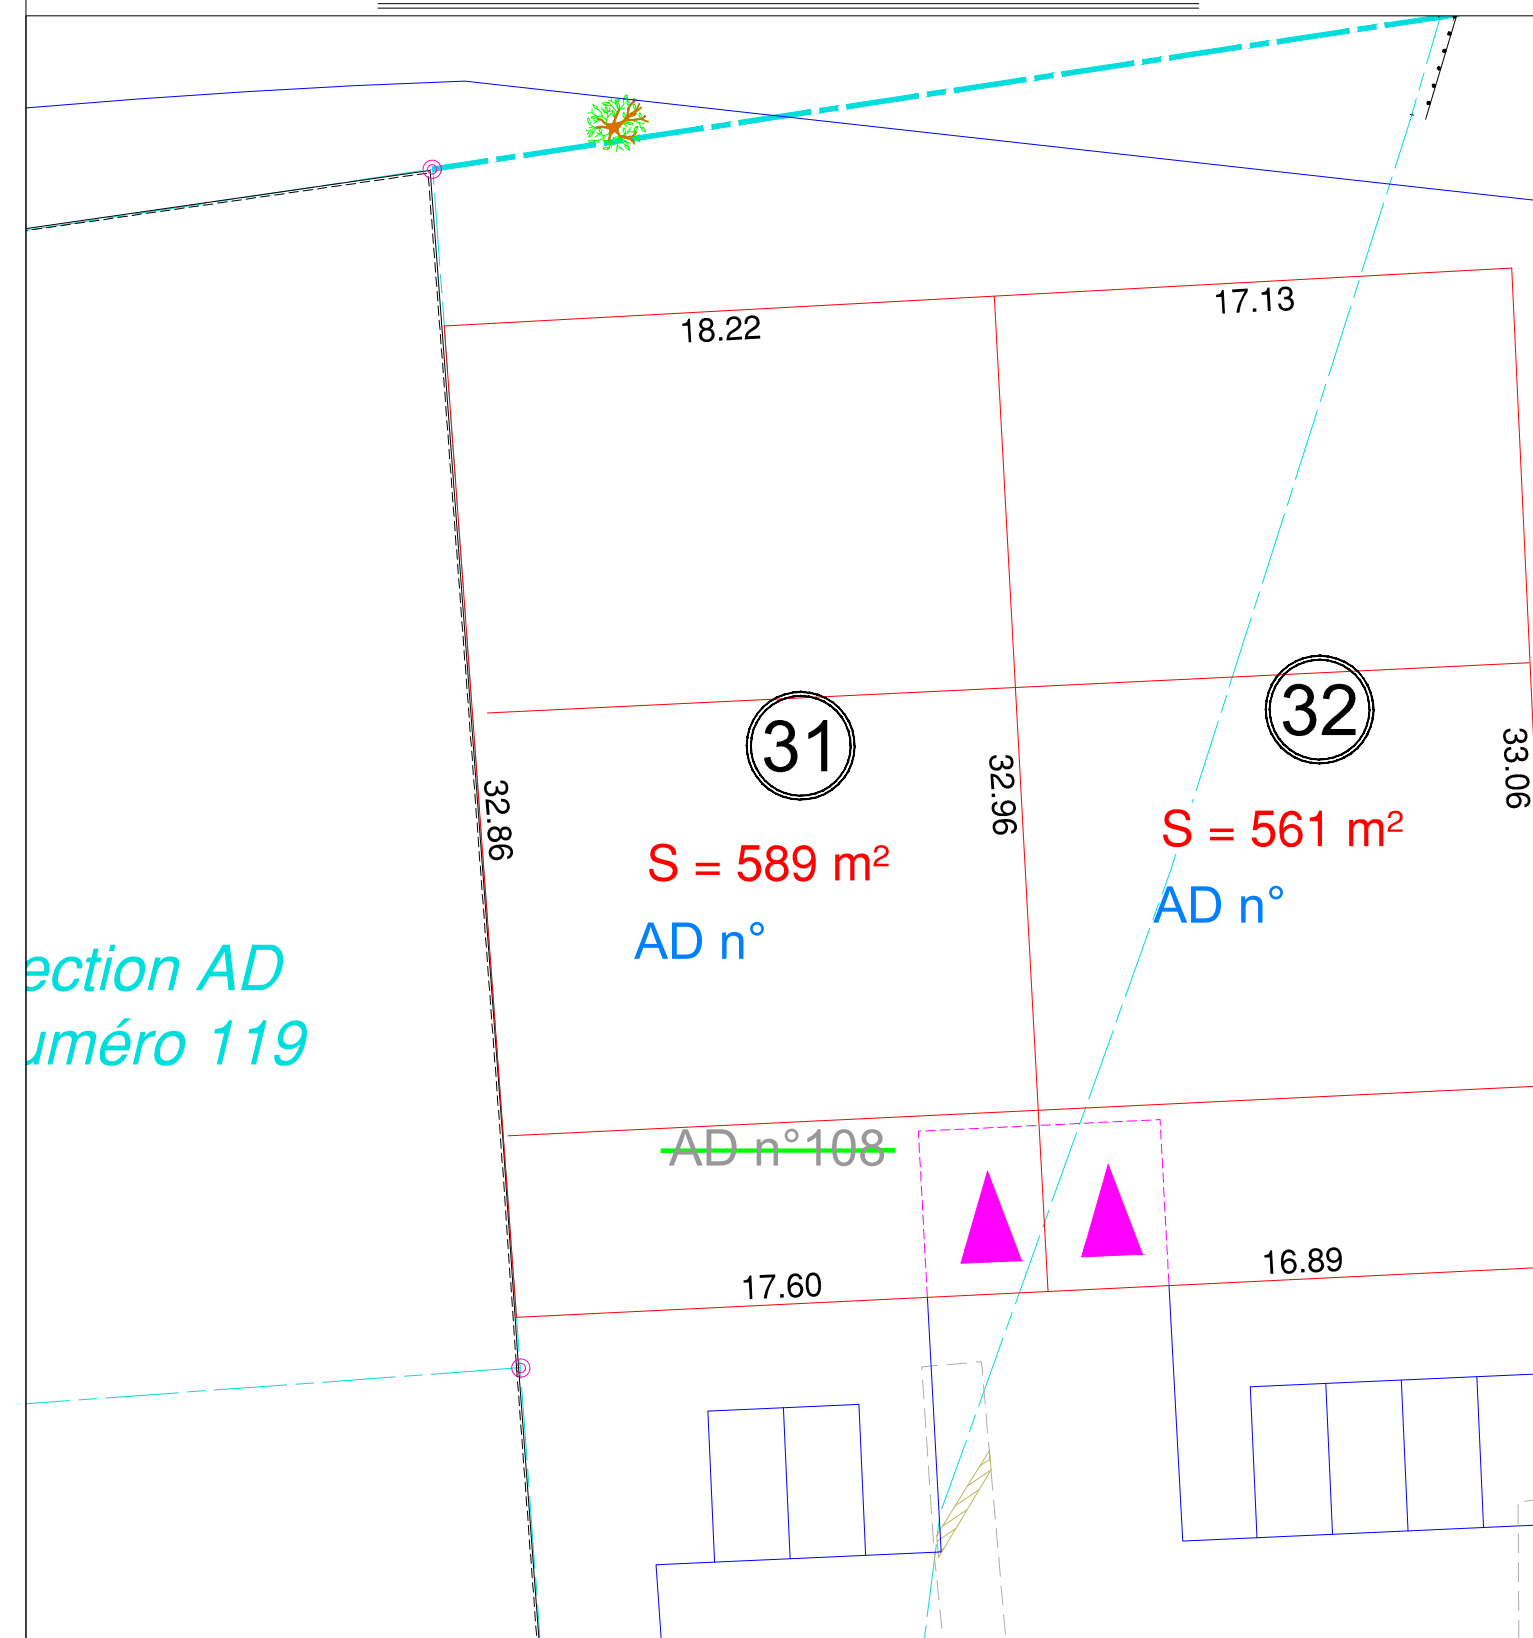 17.13
18.22
31
32
32.86
32.96
33.06
S = 589 m²
S = 561 m²
AD n°
AD n°
ection AD
uméro 119
AD n°108
17.60
16.89